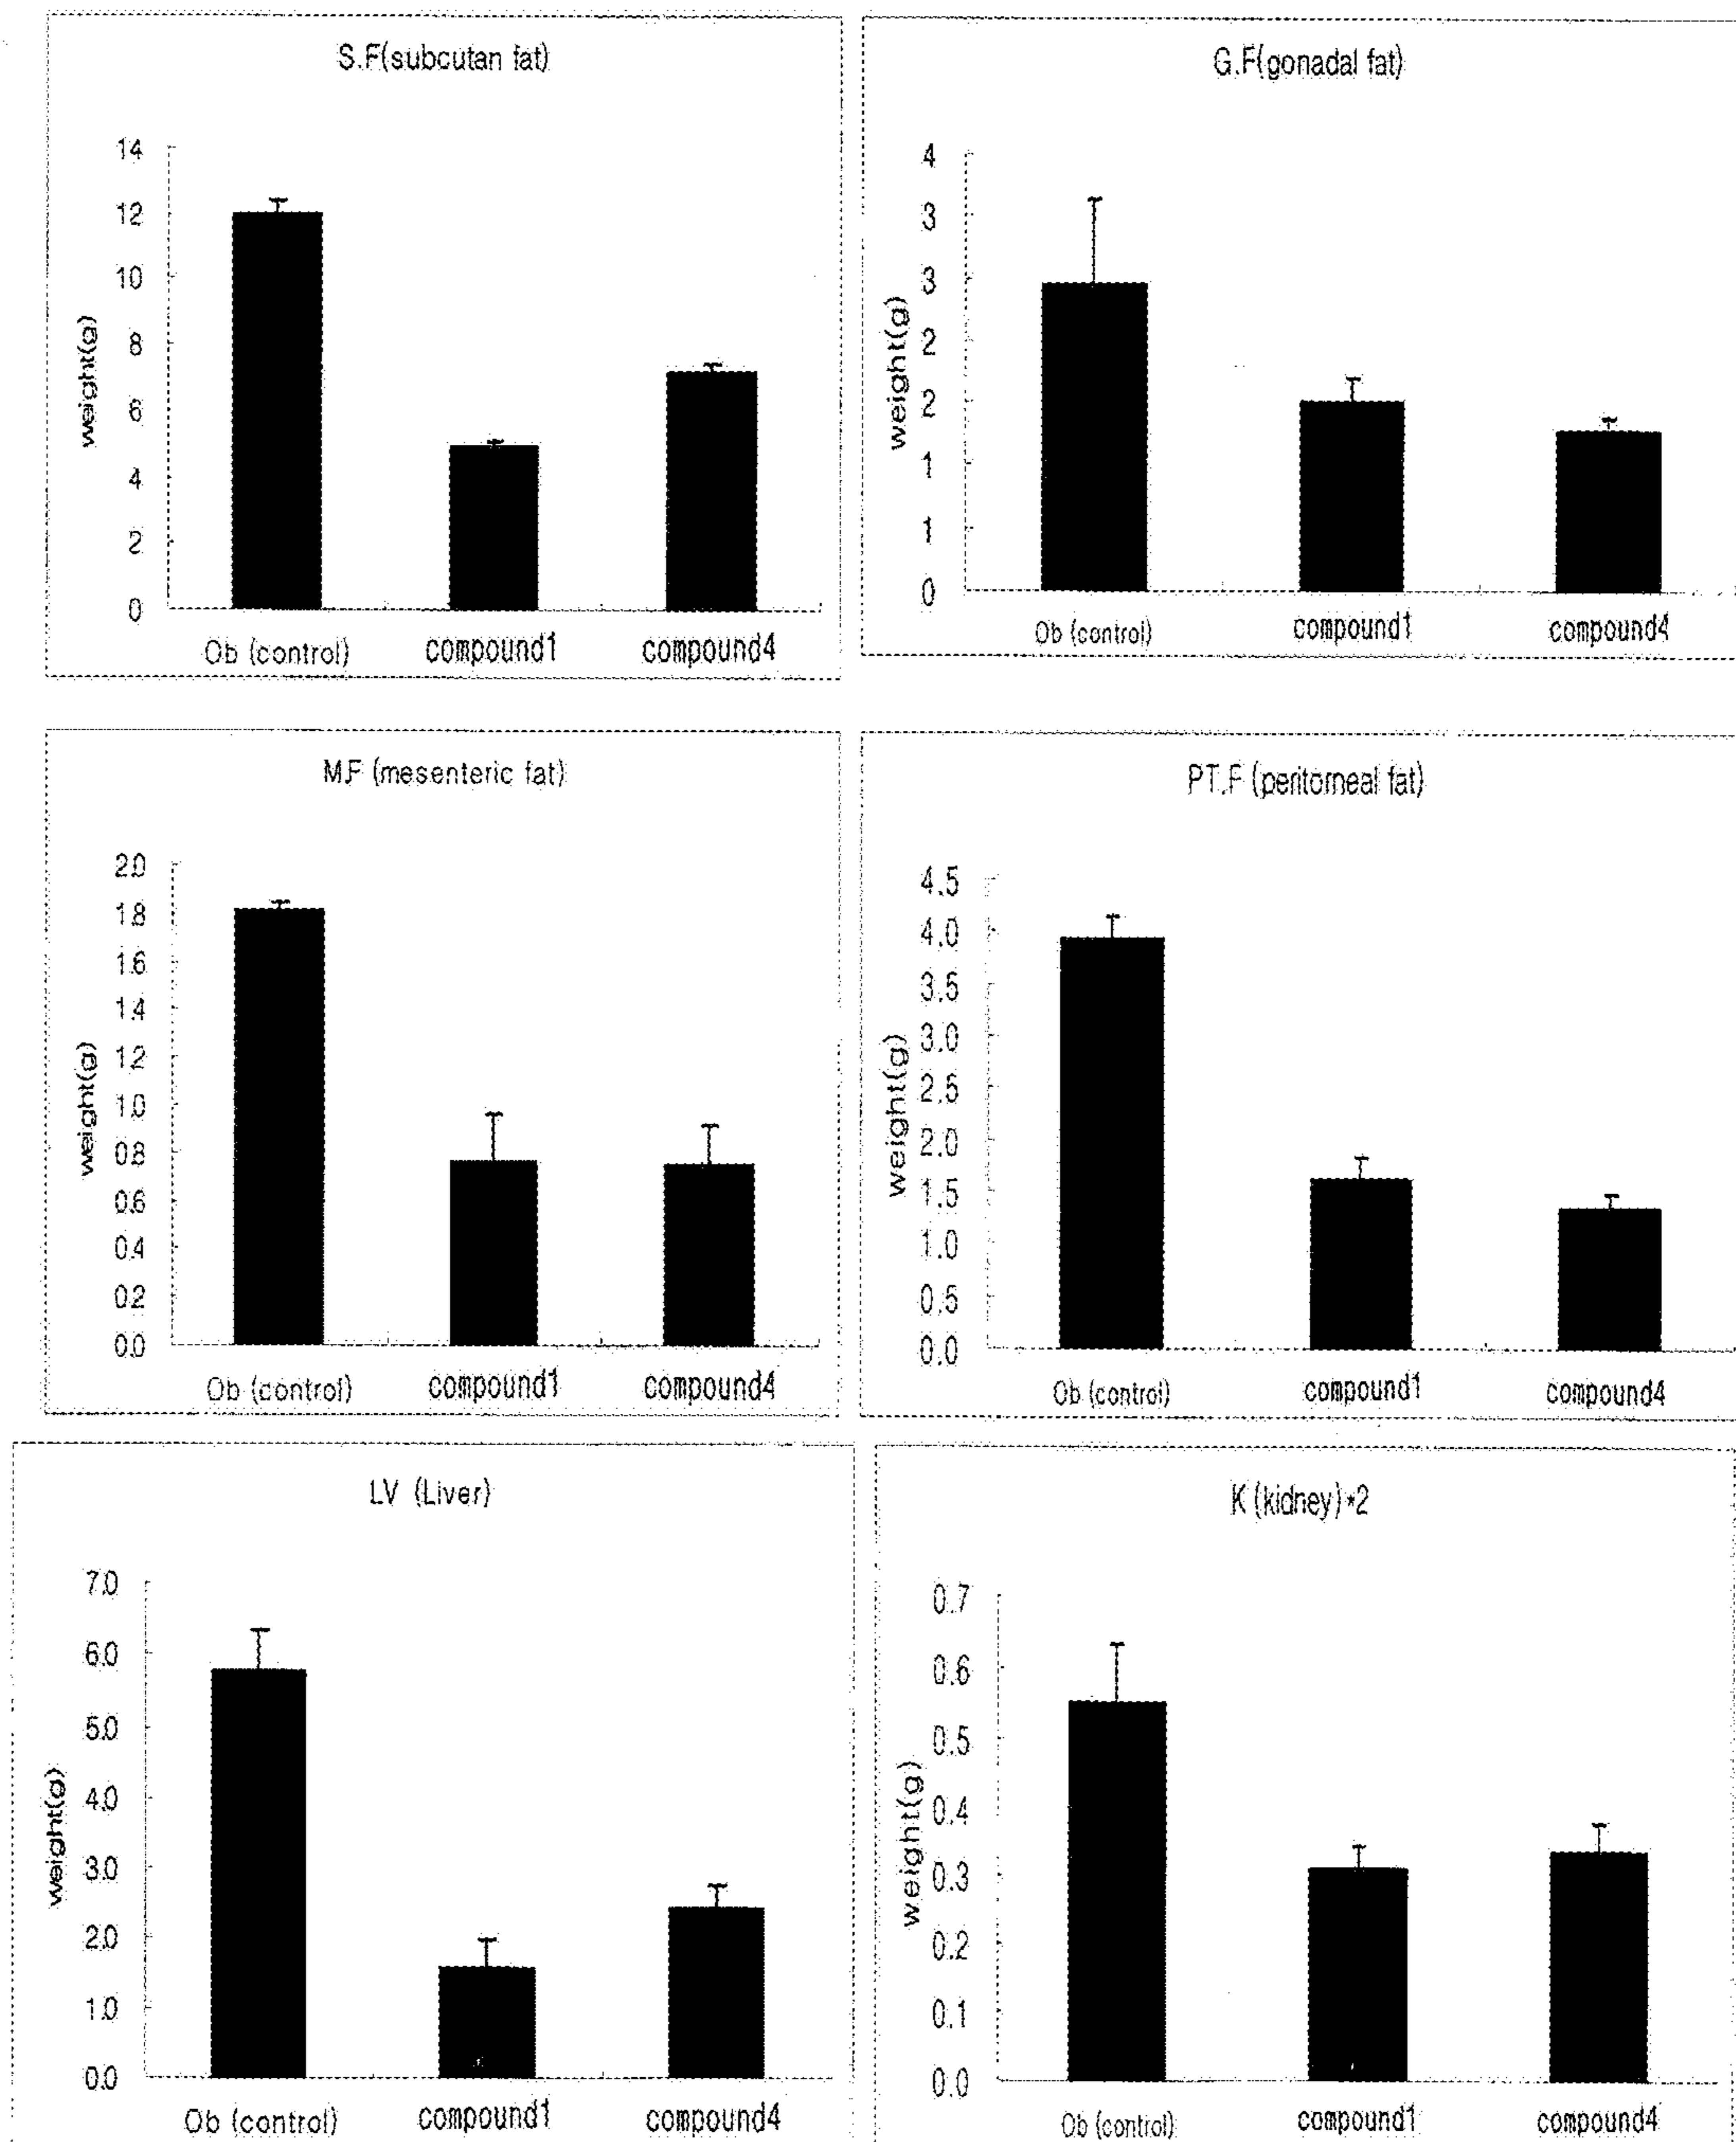 S.F(subcutan fat)
14
12
10
8
6
4
2
0
weight(g)
Ob (control) compound1 compound4
G.F(gonadal fat)
4
3
3
2
2
1
1
0
weight(g)
Ob (control) compound1 compound4
M.F (mesenteric fat)
2.0
1.8
1.6
1.4
1.2
1.0
0.8
0.6
0.4
0.2
0.0
weight(g)
Ob (control) compound1 compound4
PT.F (peritorneal fat)
4.5
4.0
3.5
3.0
2.5
2.0
1.5
1.0
0.5
0.0
weight(g)
Ob (control) compound1 compound4
LV (Liver)
7.0
6.0
5.0
4.0
3.0
2.0
1.0
0.0
weight(g)
Ob (control) compound1 compound4
K (kidney)*2
0.7
0.6
0.5
0.4
0.3
0.2
0.1
0.0
weight(g)
Ob (control) compound1 compound4